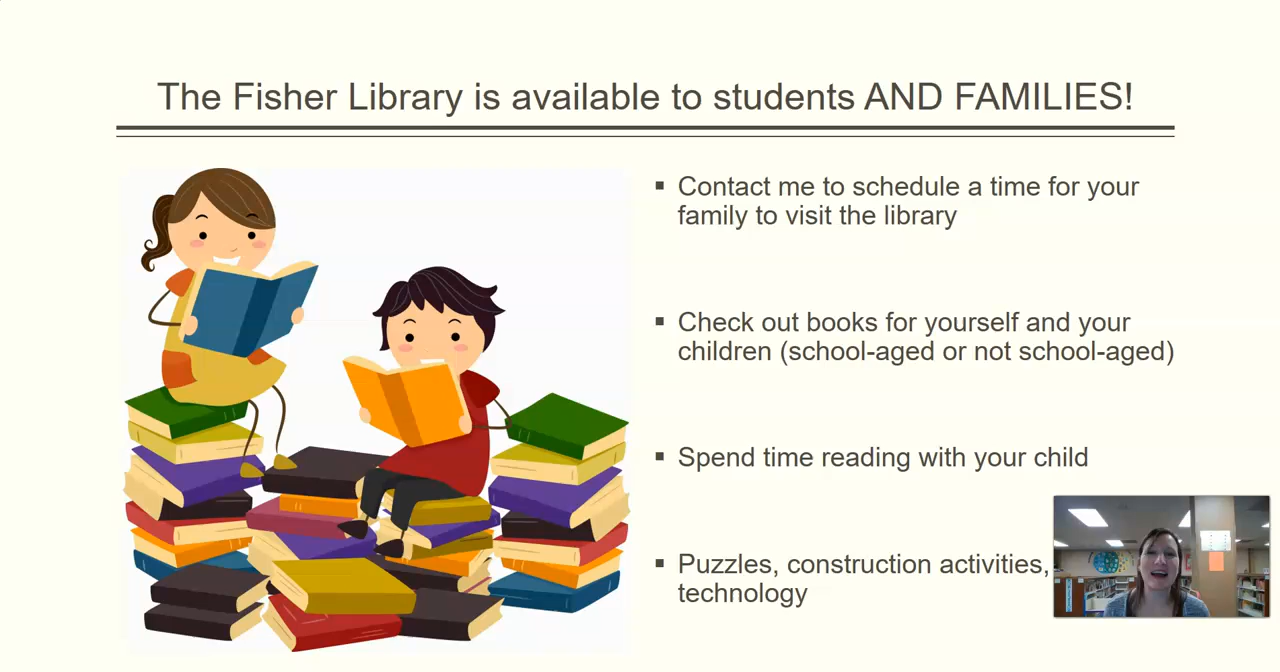 The Fisher Library is available to students AND FAMILIES!
▪ Contact me to schedule a time for your
family to visit the library
▪ Check out books for yourself and your
children (school-aged or not school-aged)
▪ Spend time reading with your child
▪ Puzzles, construction activities,
technology